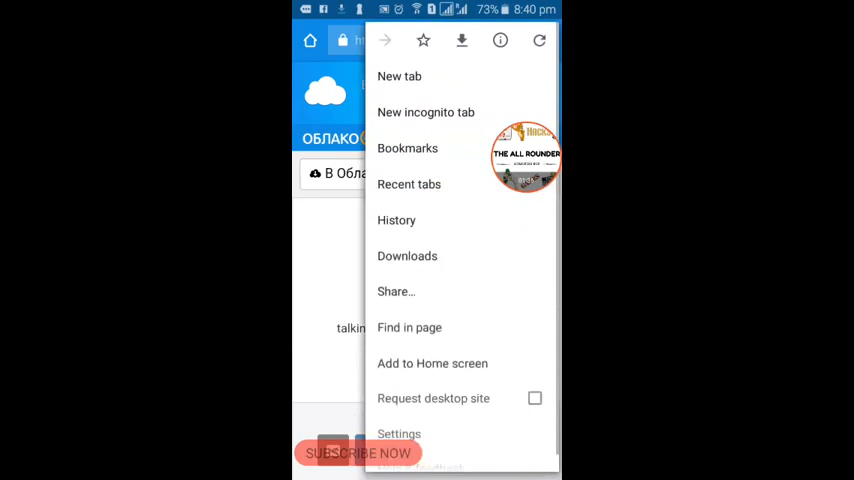 73% 8:40 pm
New tab
New incognito tab
HACKS
THE ALL ROUNDER
Bookmarks
Recent tabs
ОБЛАКО
В Обла
History
Downloads
Share...
talkin
Find in page
Add to Home screen
Request desktop site
Settings
SUBSCRIBE NOW